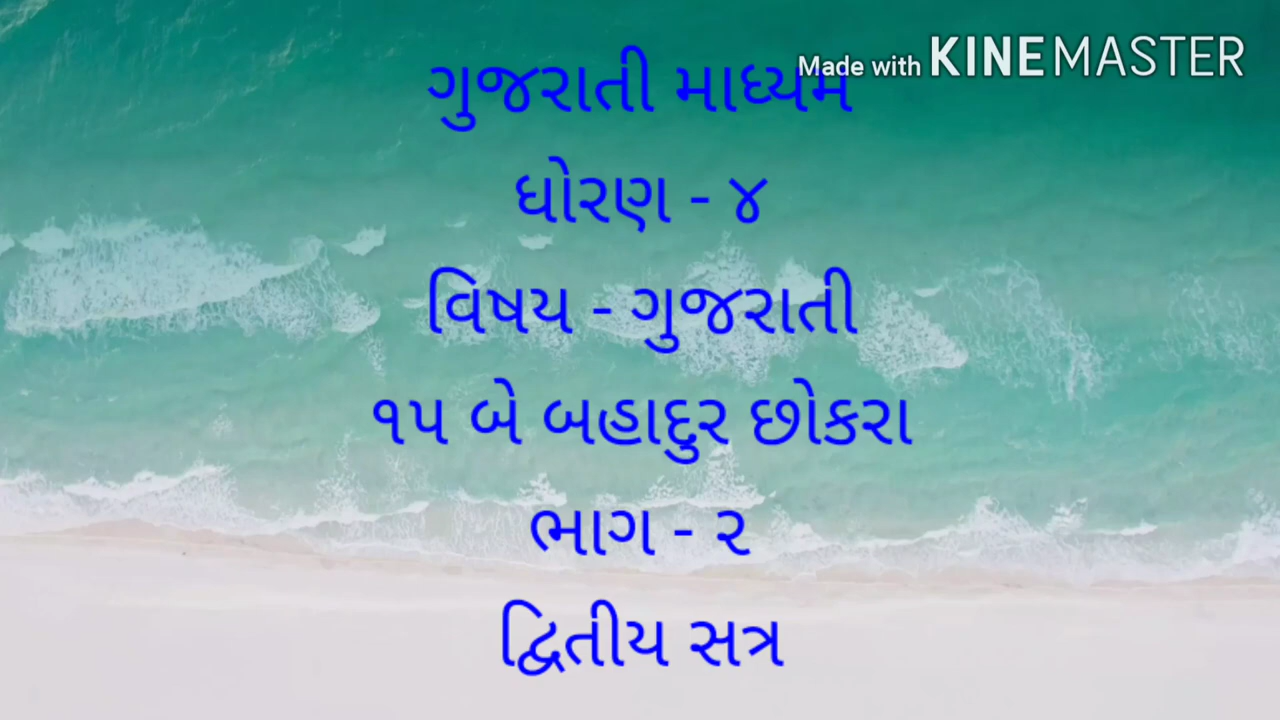 Made with KINEMASTER
ગુજરાતી માધ્યમ
ધોરણ - ૪
વિષય - ગુજરાતી
૧૫ બે બહાદુર છોકરા
ભાગ - ૨
દ્વિતીય સત્ર